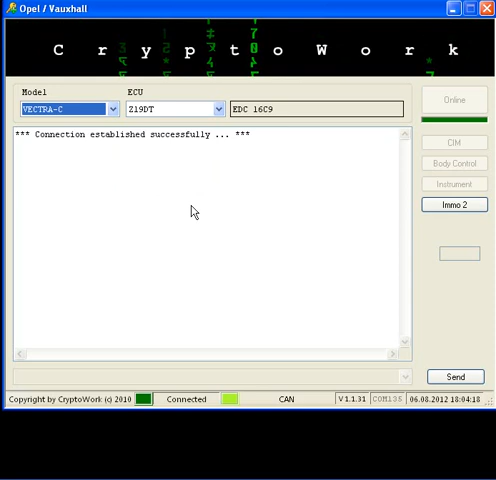 Opel / Vauxhall
C r y p t o W o r k
Model
ECU
VECTRA-C
Z19DT
EDC 16C9
Online
*** Connection established successfully ... ***
CIM
Body Control
Instrument
Immo 2
Send
Copyright by CryptoWork (c) 2010
Connected
CAN
V 1.1.31
COM135
06.08.2012 18:04:18